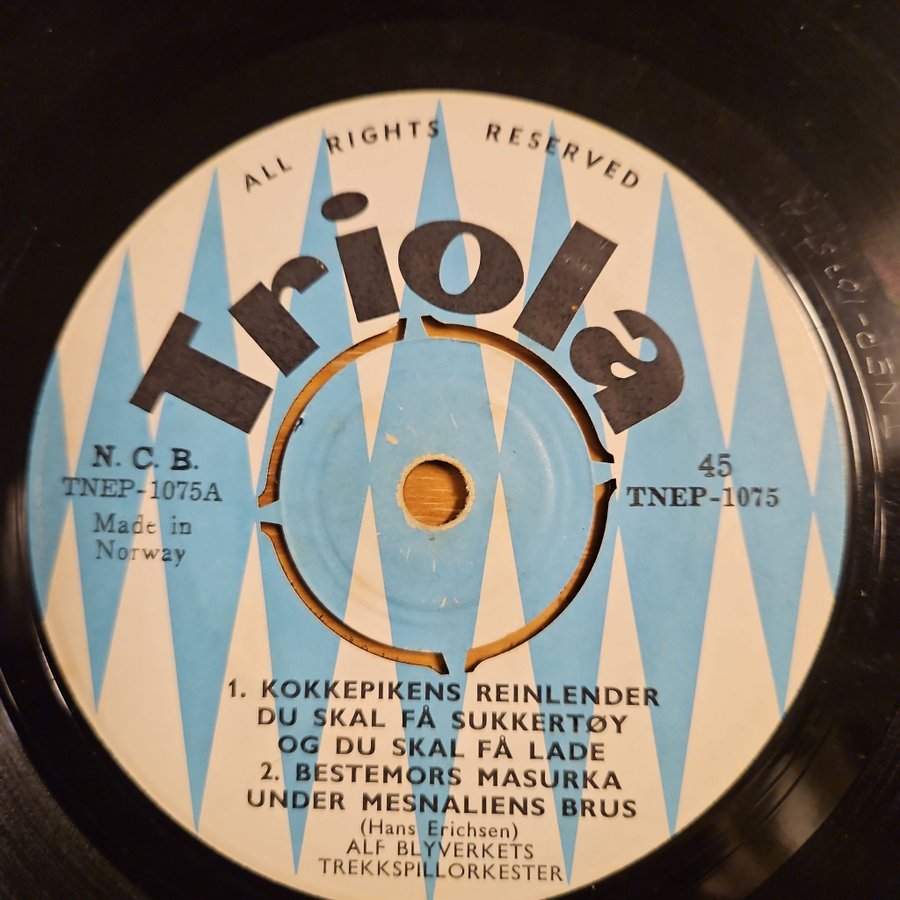 ALL RIGHTS RESERVED
Triola
N. C. B.
TNEP-1075A
Made in
Norway
45
TNEP-1075
1. KOKKEPIKENS REINLENDER
DU SKAL FÅ SUKKERTØY
OG DU SKAL FÅ LADE
2. BESTEMORS MASURKA
UNDER MESNALIENS BRUS
(Hans Erichsen)
ALF BLYVERKETS
TREKKSPILLORKESTER